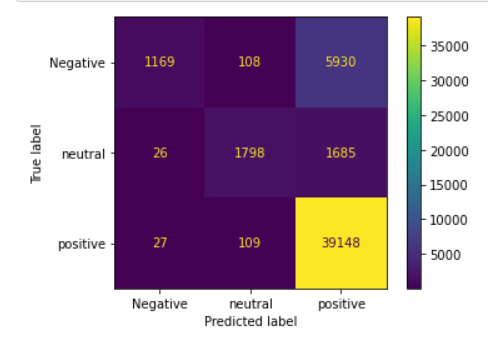 Negative 1169 108 5930
neutral 26 1798 1685
positive 27 109 39148
Negative neutral positive
Predicted label
True label
35000
30000
25000
20000
15000
10000
5000